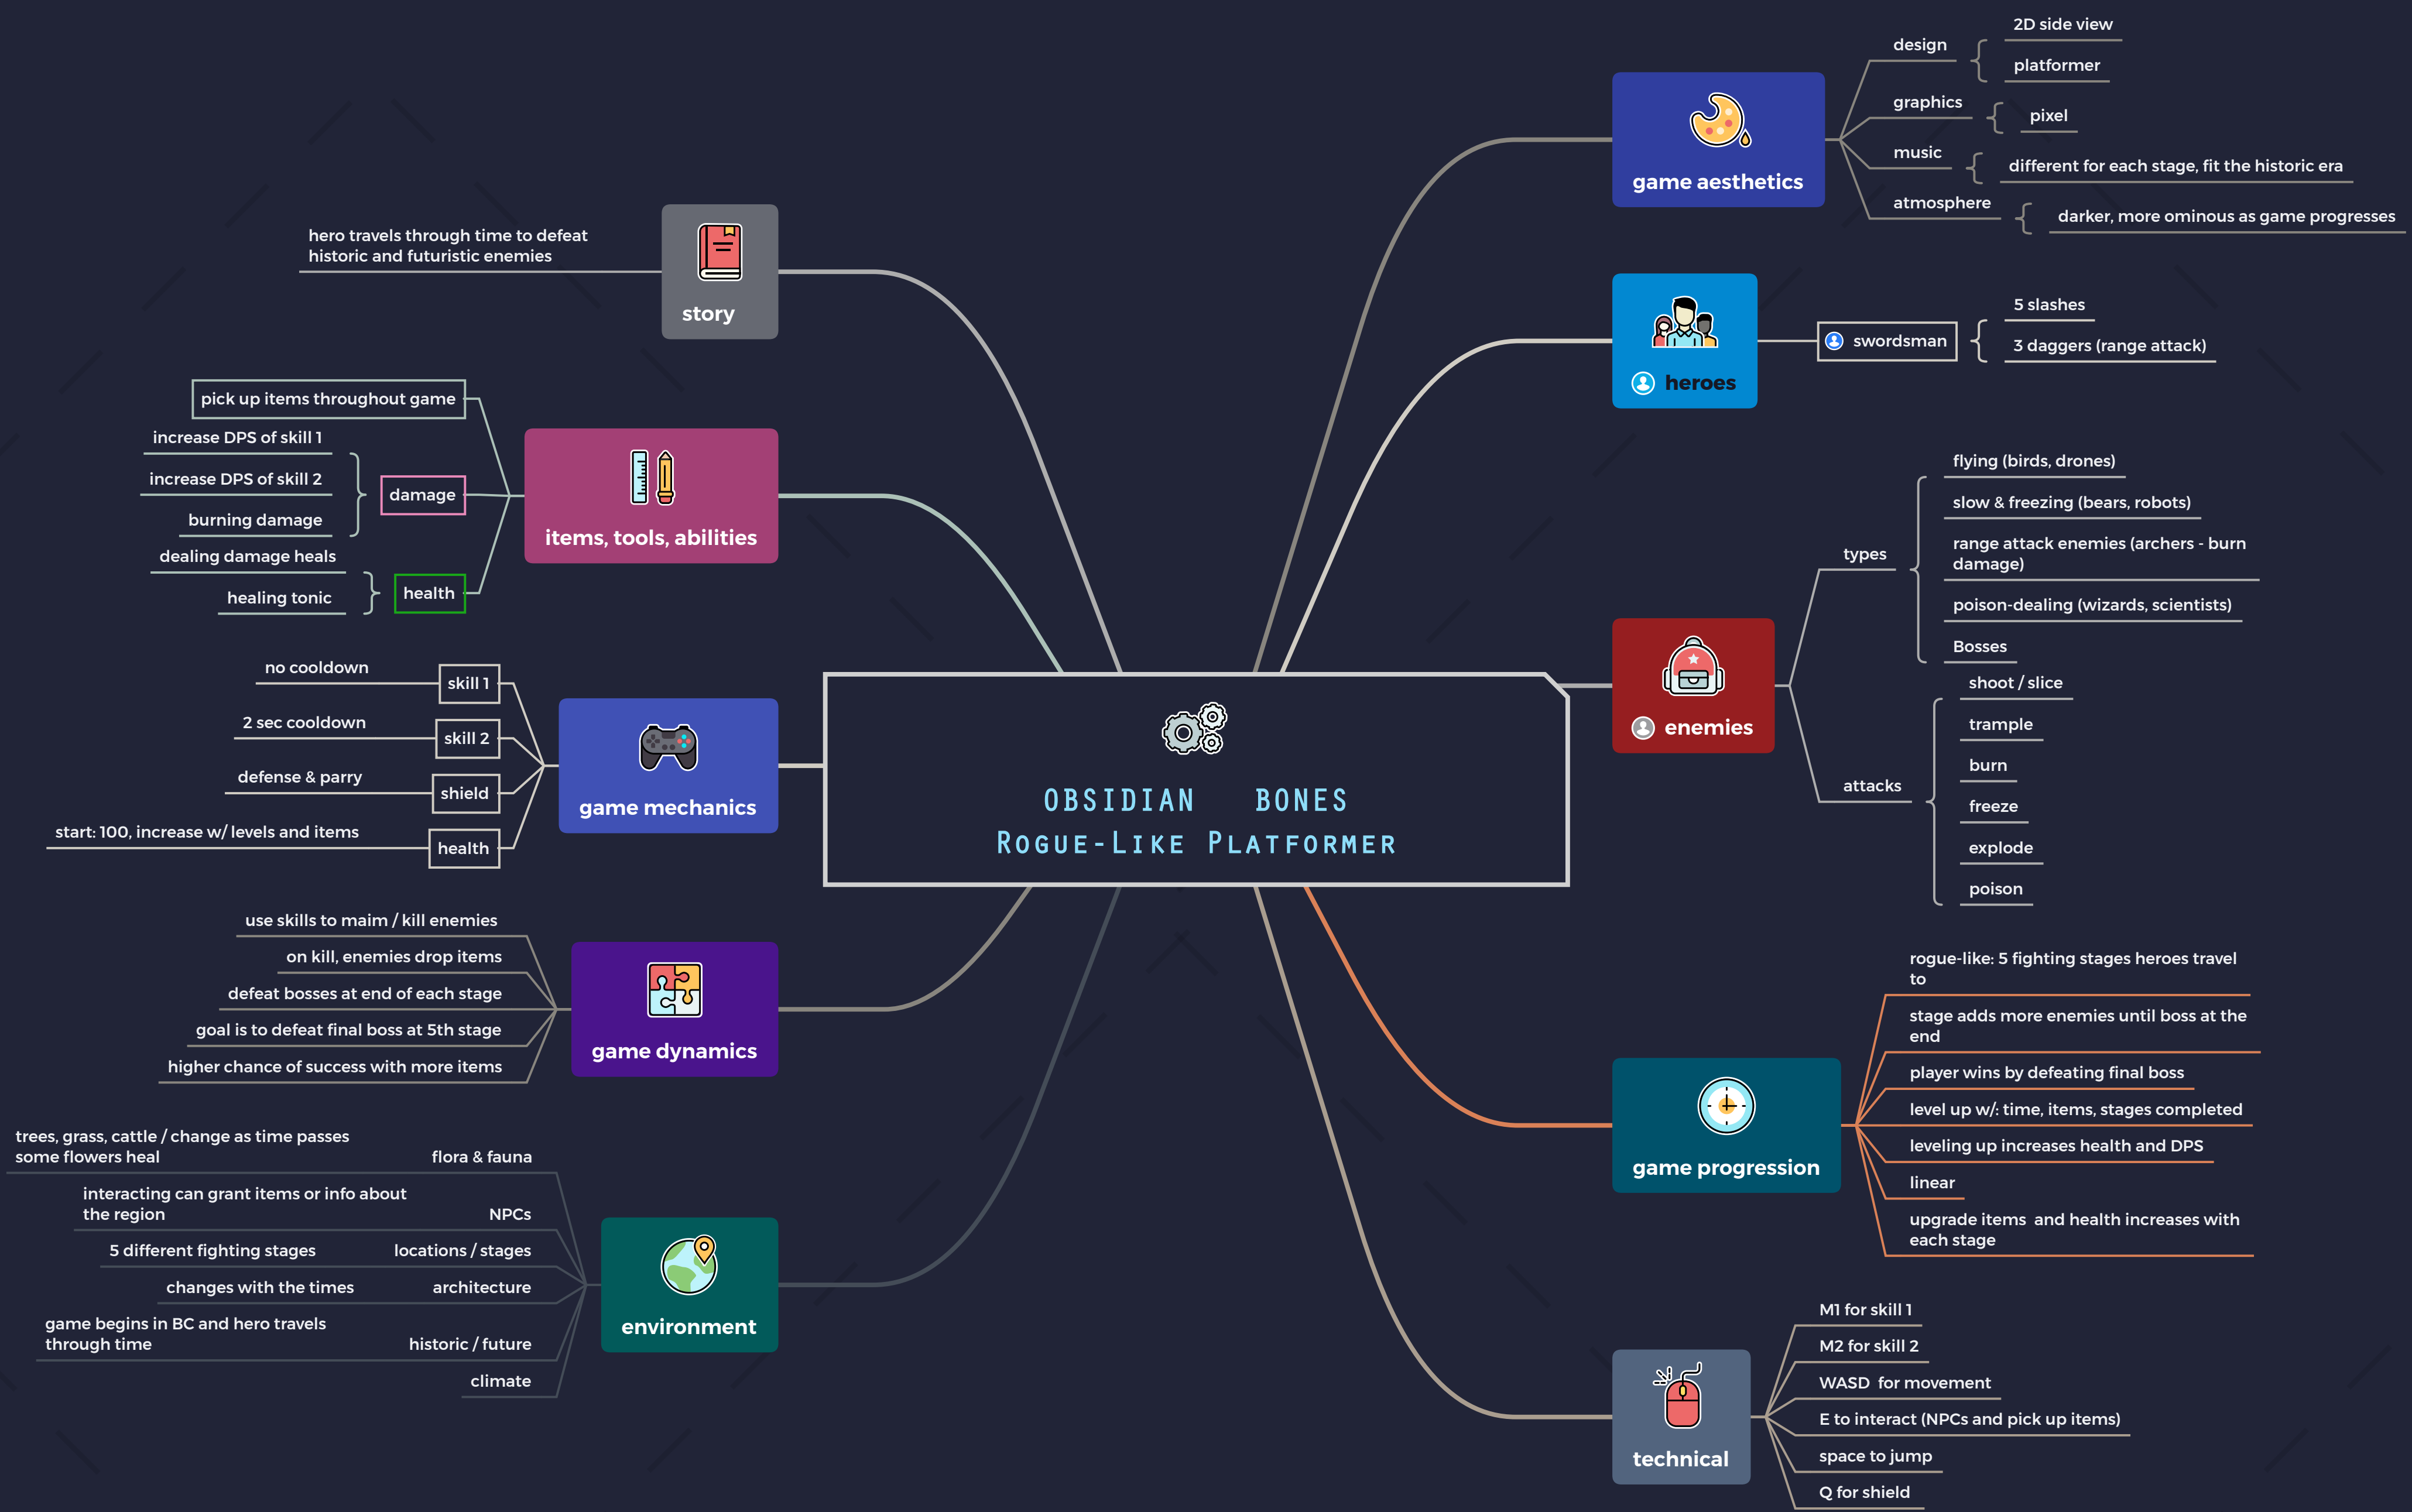 OBSIDIAN BONES
ROGUE-LIKE PLATFORMER
story
hero travels through time to defeat
historic and futuristic enemies
items, tools, abilities
pick up items throughout game
damage
increase DPS of skill 1
increase DPS of skill 2
burning damage
health
dealing damage heals
healing tonic
game mechanics
skill 1
no cooldown
skill 2
2 sec cooldown
shield
defense & parry
health
start: 100, increase w/ levels and items
game dynamics
use skills to maim / kill enemies
on kill, enemies drop items
defeat bosses at end of each stage
goal is to defeat final boss at 5th stage
higher chance of success with more items
environment
flora & fauna
trees, grass, cattle / change as time passes
some flowers heal
NPCs
interacting can grant items or info about
the region
locations / stages
5 different fighting stages
architecture
changes with the times
historic / future
game begins in BC and hero travels
through time
climate
game aesthetics
design
2D side view
platformer
graphics
pixel
music
different for each stage, fit the historic era
atmosphere
darker, more ominous as game progresses
heroes
swordsman
5 slashes
3 daggers (range attack)
enemies
types
flying (birds, drones)
slow & freezing (bears, robots)
range attack enemies (archers - burn
damage)
poison-dealing (wizards, scientists)
Bosses
attacks
shoot / slice
trample
burn
freeze
explode
poison
game progression
rogue-like: 5 fighting stages heroes travel
to
stage adds more enemies until boss at the
end
player wins by defeating final boss
level up w/: time, items, stages completed
leveling up increases health and DPS
linear
upgrade items  and health increases with
each stage
technical
M1 for skill 1
M2 for skill 2
WASD  for movement
E to interact (NPCs and pick up items)
space to jump
Q for shield